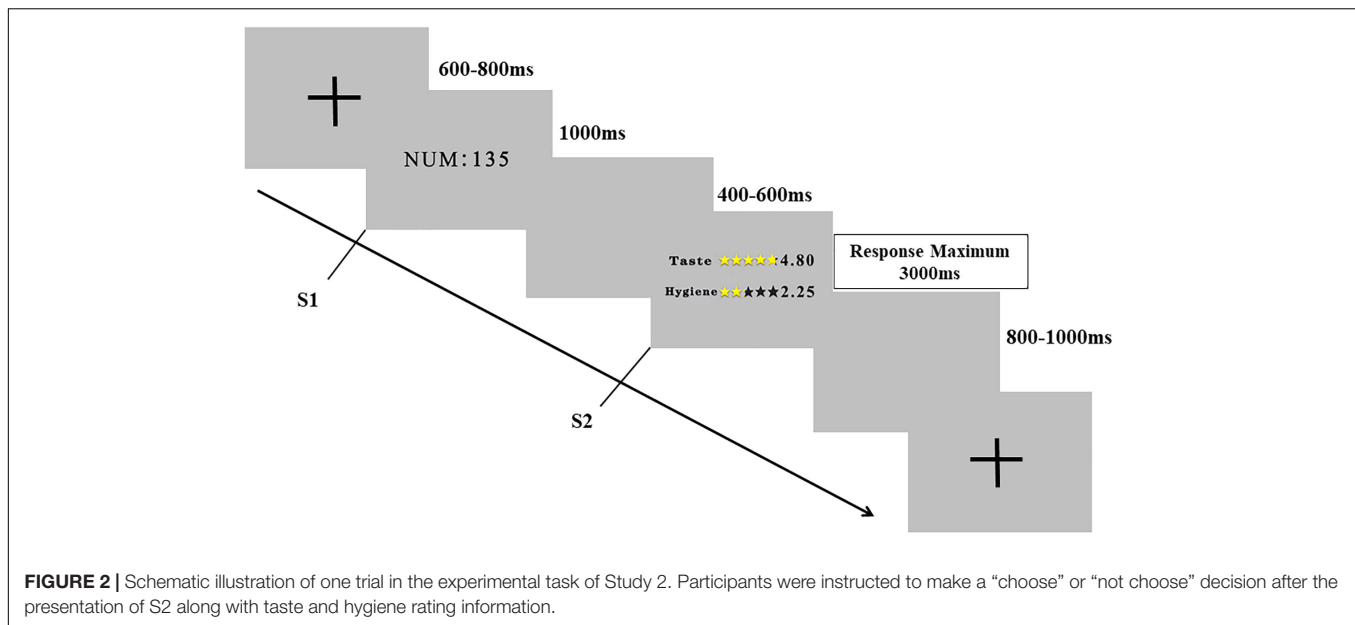 600-800ms
NUM:135
1000ms
400-600ms
Taste 4.80
Hygiene 2.25
Response Maximum
3000ms
800-1000ms
S1
S2
FIGURE 2 | Schematic illustration of one trial in the experimental task of Study 2. Participants were instructed to make a “choose” or “not choose” decision after the
presentation of S2 along with taste and hygiene rating information.